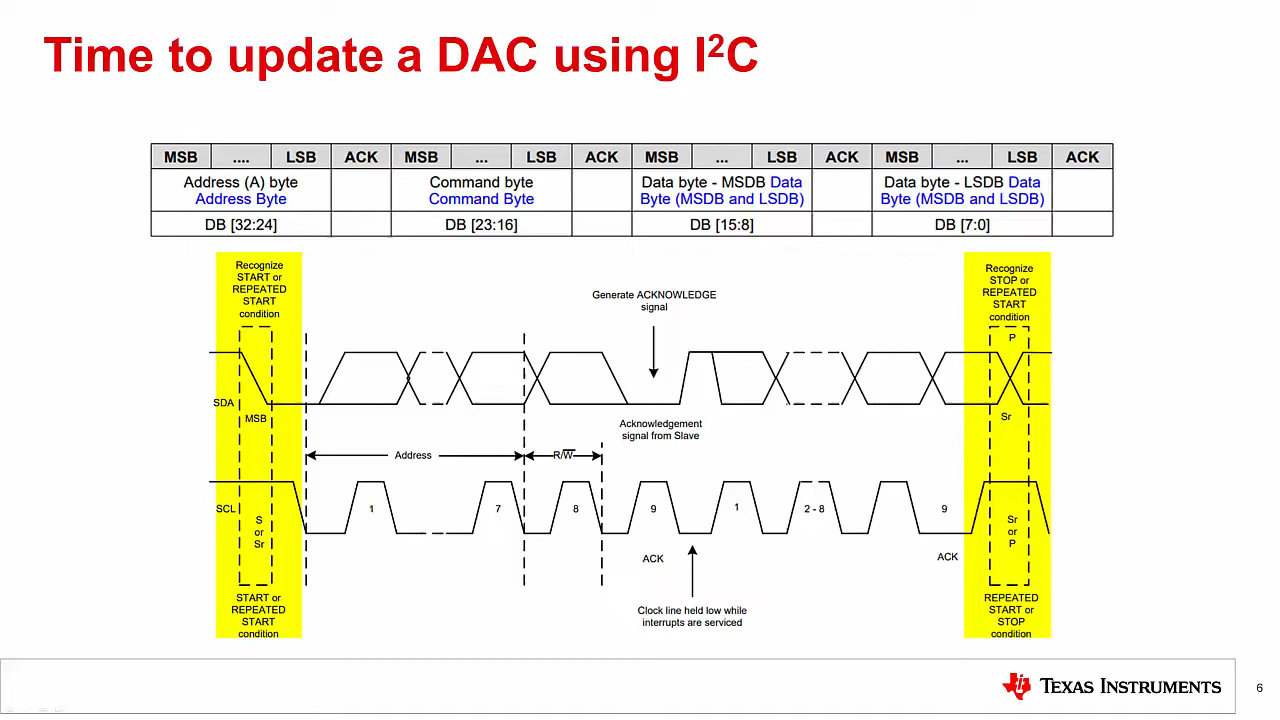 Time to update a DAC using I²C
MSB .... LSB ACK MSB ... LSB ACK MSB ... LSB ACK MSB ... LSB ACK
Address (A) byte
Address Byte
Command byte
Command Byte
Data byte - MSDB Data
Byte (MSDB and LSDB)
Data byte - LSDB Data
Byte (MSDB and LSDB)
DB [32:24] DB [23:16] DB [15:8] DB [7:0]
Recognize
START or
REPEATED
START
condition
Generate ACKNOWLEDGE
signal
Recognize
STOP or
REPEATED
START
condition
P
SDA
MSB
Acknowledgement
signal from Slave
Sr
Address
R/W̅
SCL
S
or
Sr
1
7
8
9
1
2 - 8
9
Sr
or
P
ACK
ACK
START or
REPEATED
START
condition
Clock line held low while
interrupts are serviced
REPEATED
START or
STOP
condition
TEXAS INSTRUMENTS
6